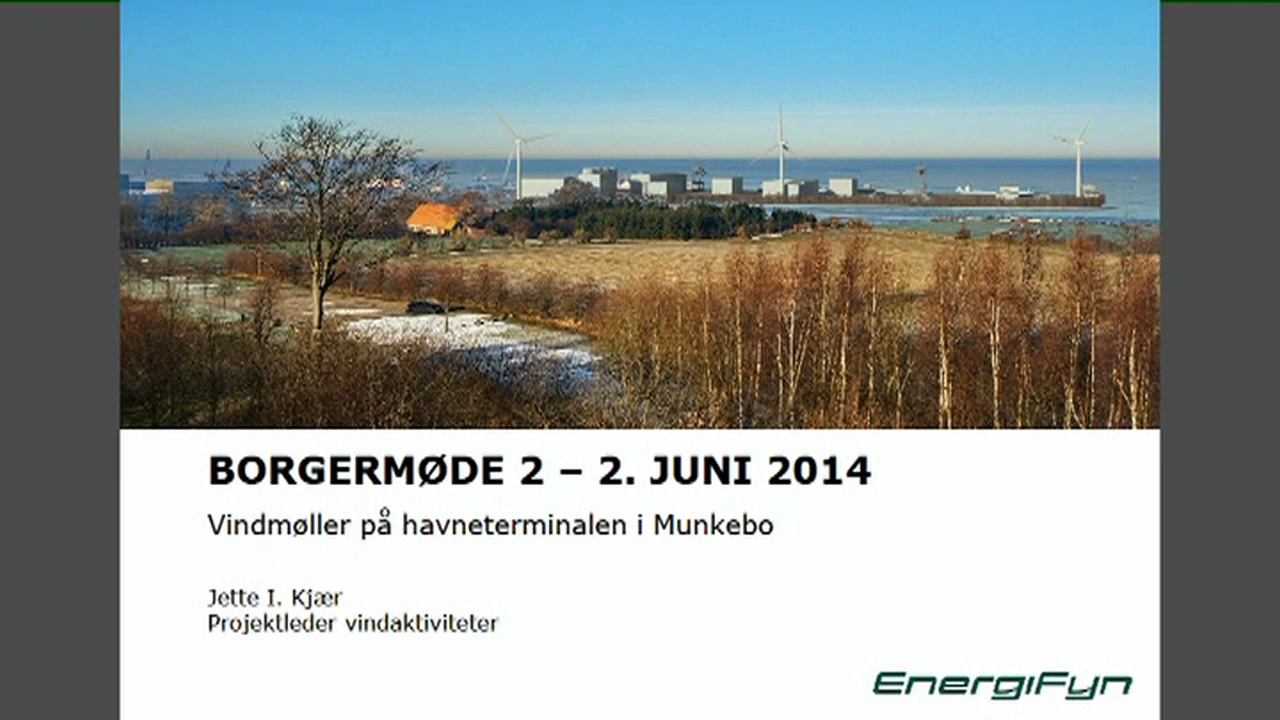 BORGERMØDE 2 – 2. JUNI 2014
Vindmøller på havneterminalen i Munkebo
Jette I. Kjær
Projektleder vindaktiviteter
EnergiFyn